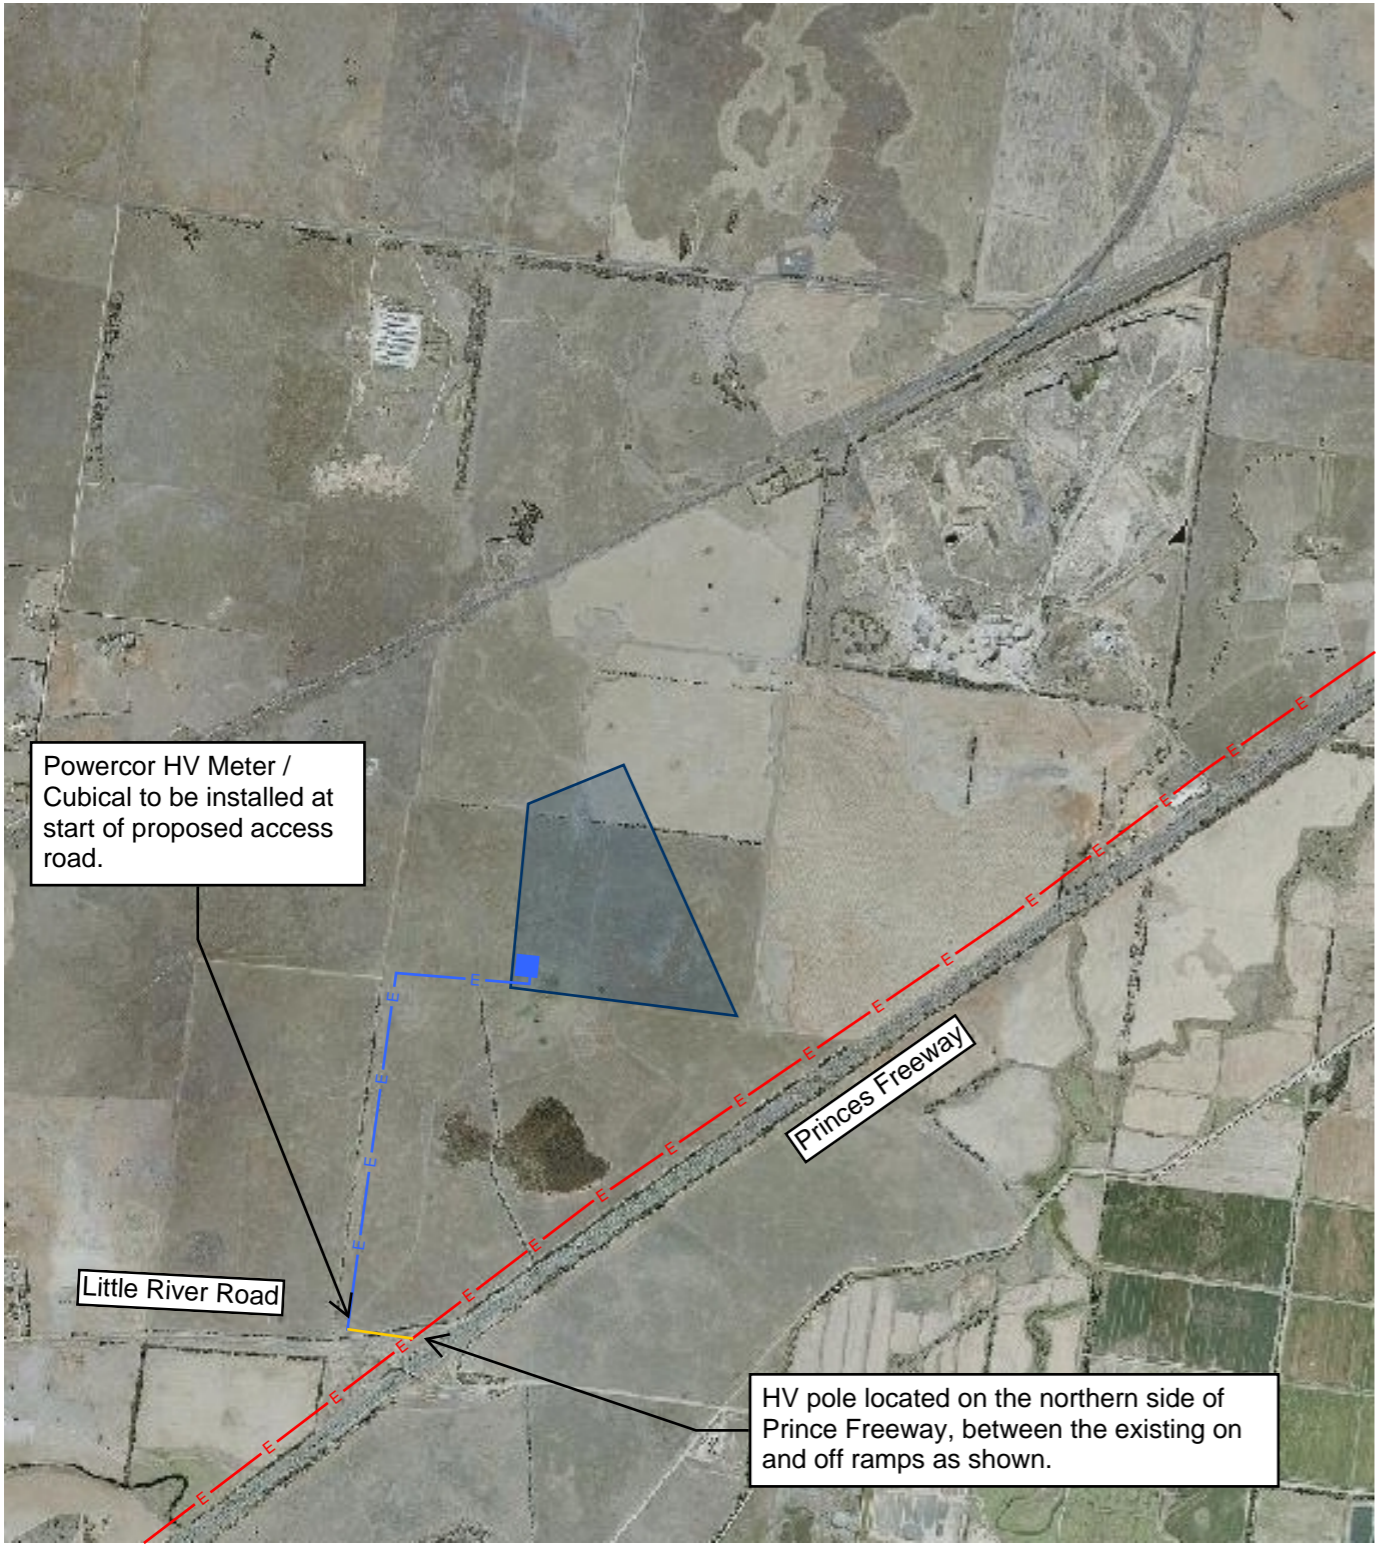 Powercor HV Meter /
Cubical to be installed at
start of proposed access
road.
E
E
E
E
E
E
E
E
E
E
E
E
E
Princes Freeway
E
E
E
E
E
Little River Road
E
E
E
E
E
HV pole located on the northern side of
Prince Freeway, between the existing on
and off ramps as shown.